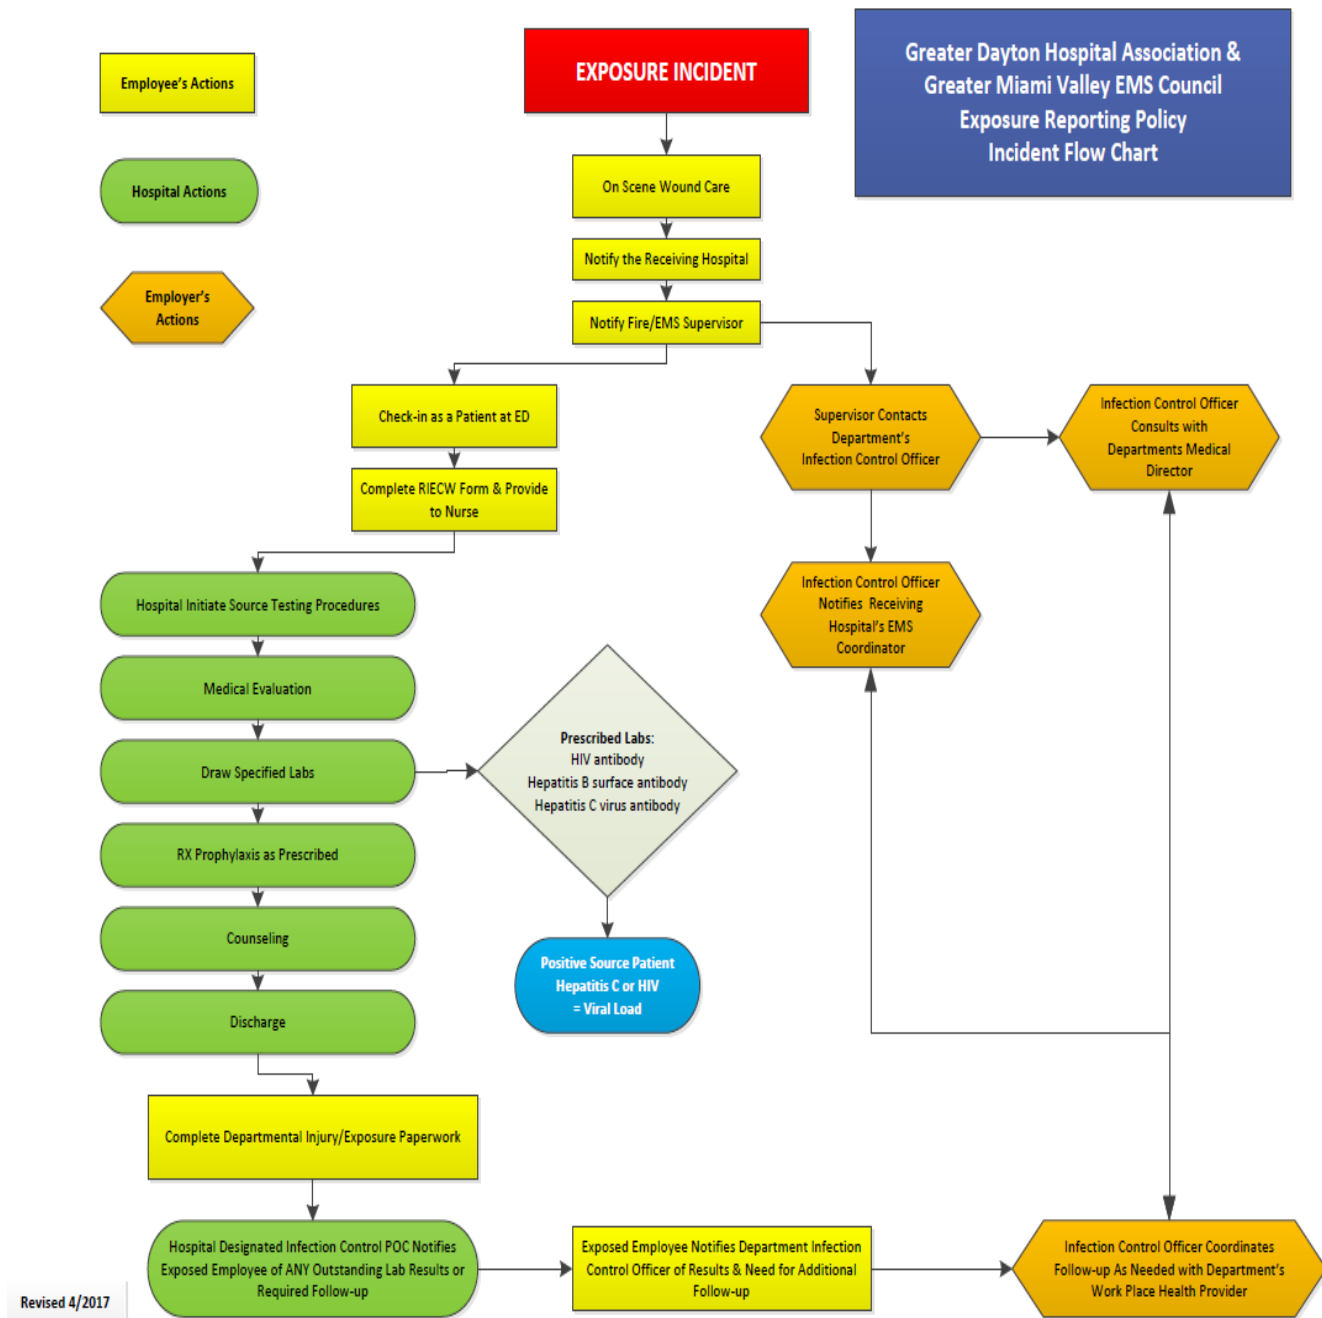 Employee's Actions
Hospital Actions
Employer's
Actions
EXPOSURE INCIDENT
Greater Dayton Hospital Association &
Greater Miami Valley EMS Council
Exposure Reporting Policy
Incident Flow Chart
On Scene Wound Care
Notify the Receiving Hospital
Notify Fire/EMS Supervisor
Check-in as a Patient at ED
Complete RIECW Form & Provide
to Nurse
Supervisor Contacts
Department's
Infection Control Officer
Infection Control Officer
Consults with
Departments Medical
Director
Infection Control Officer
Notifies Receiving
Hospital's EMS
Coordinator
Hospital Initiate Source Testing Procedures
Medical Evaluation
Draw Specified Labs
RX Prophylaxis as Prescribed
Counseling
Discharge
Prescribed Labs:
HIV antibody
Hepatitis B surface antibody
Hepatitis C virus antibody
Positive Source Patient
Hepatitis C or HIV
= Viral Load
Complete Departmental Injury/Exposure Paperwork
Hospital Designated Infection Control POC Notifies
Exposed Employee of ANY Outstanding Lab Results or
Required Follow-up
Exposed Employee Notifies Department Infection
Control Officer of Results & Need for Additional
Follow-up
Infection Control Officer Coordinates
Follow-up As Needed with Department's
Work Place Health Provider
Revised 4/2017